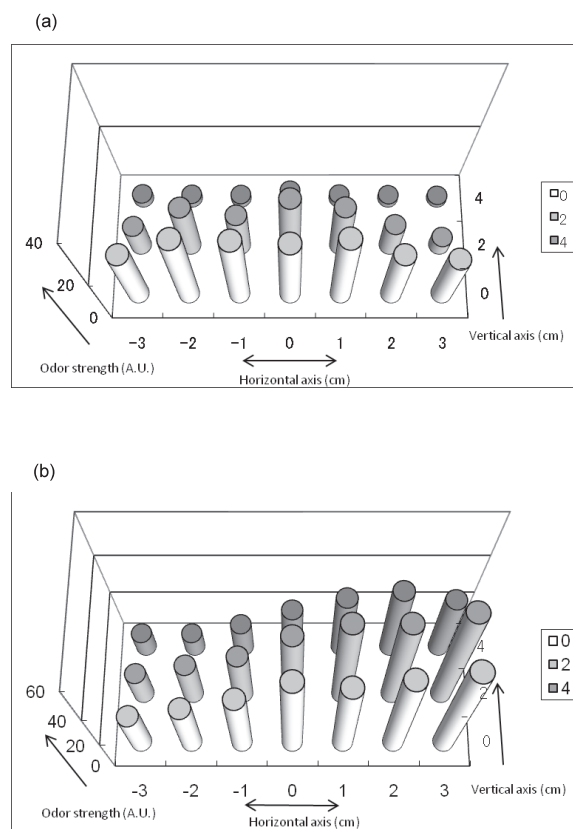 (a)
4
0
2
2
4
40
20
0
0
-3 -2 -1 0 1 2 3
Vertical axis (cm)
Odor strength (A.U.)
Horizontal axis (cm)
(b)
0
2
4
4
2
60
40
20
0
0
-3 -2 -1 0 1 2 3
Vertical axis (cm)
Odor strength (A.U.)
Horizontal axis (cm)